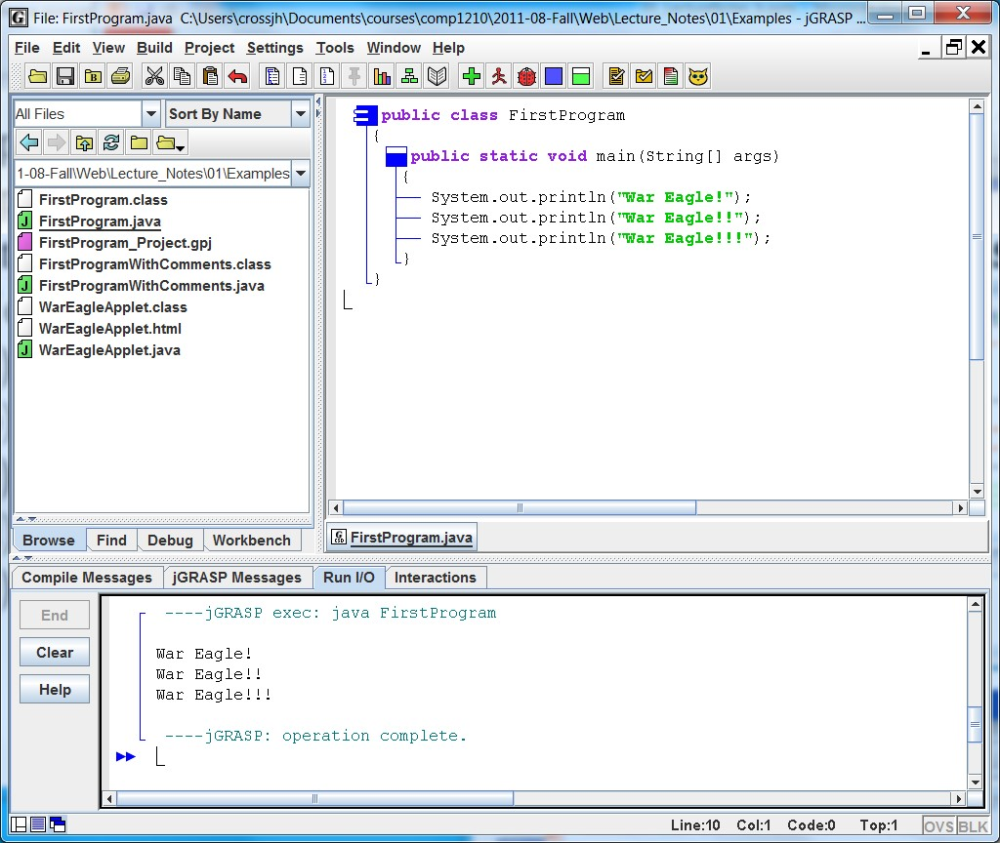 File: FirstProgram.java C:\Users\crossjh\Documents\courses\comp1210\2011-08-Fall\Web\Lecture_Notes\01\Examples - jGRASP ...
File Edit View Build Project Settings Tools Window Help
All Files Sort By Name
1-08-Fall\Web\Lecture_Notes\01\Examples
FirstProgram.class
FirstProgram.java
FirstProgram_Project.gpj
FirstProgramWithComments.class
FirstProgramWithComments.java
WarEagleApplet.class
WarEagleApplet.html
WarEagleApplet.java
Browse Find Debug Workbench
public class FirstProgram
{
public static void main(String[] args)
{
System.out.println("War Eagle!");
System.out.println("War Eagle!!");
System.out.println("War Eagle!!!");
}
}
FirstProgram.java
Compile Messages jGRASP Messages Run I/O Interactions
End
Clear
Help
----jGRASP exec: java FirstProgram
War Eagle!
War Eagle!!
War Eagle!!!
----jGRASP: operation complete.
Line:10 Col:1 Code:0 Top:1 OVS BLK